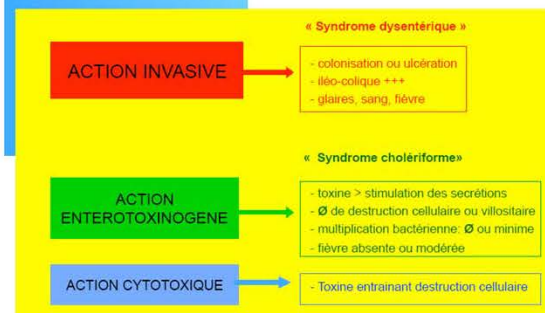 « Syndrome dysentérique »
ACTION INVASIVE
- colonisation ou ulcération
- iléo-colique +++
- glaires, sang, fièvre
« Syndrome cholériforme»
ACTION
ENTEROTOXINOGENE
- toxine > stimulation des secrétions
- Ø de destruction cellulaire ou villositaire
- multiplication bactérienne: Ø ou minime
- fièvre absente ou modérée
ACTION CYTOTOXIQUE
- Toxine entrainant destruction cellulaire